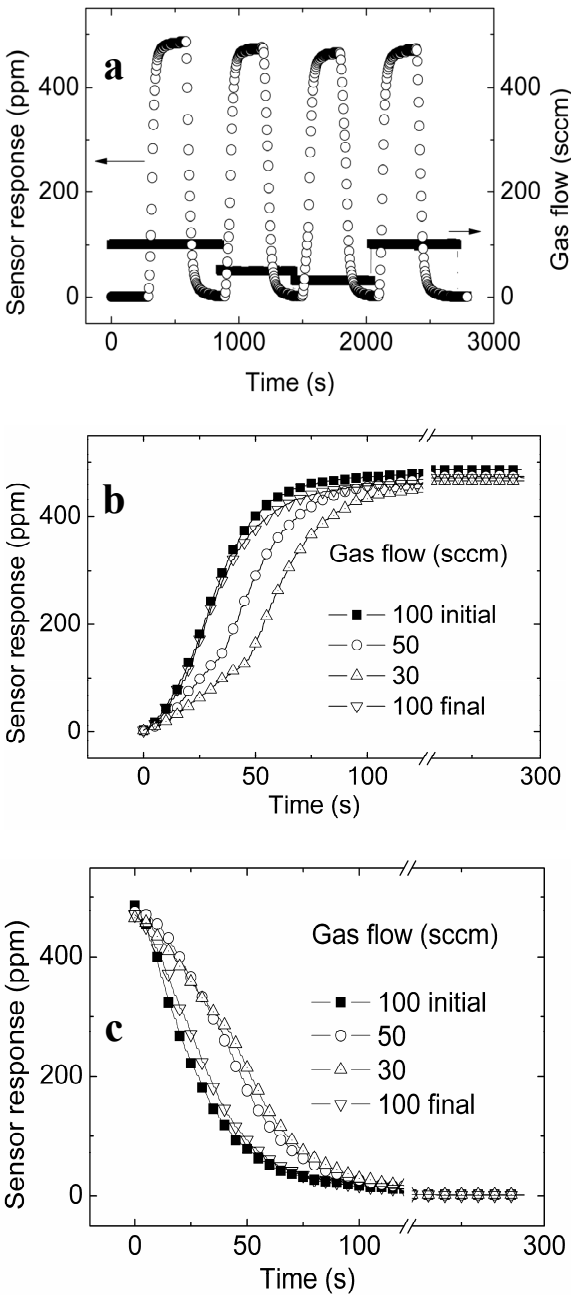 a
Sensor response (ppm)
400
200
0
Gas flow (sccm)
400
200
0
0
1000
2000
3000
Time (s)
b
Sensor response (ppm)
400
200
0
Gas flow (sccm)
100 initial
50
30
100 final
0
50
100
300
Time (s)
c
Sensor response (ppm)
400
200
0
Gas flow (sccm)
100 initial
50
30
100 final
0
50
100
300
Time (s)